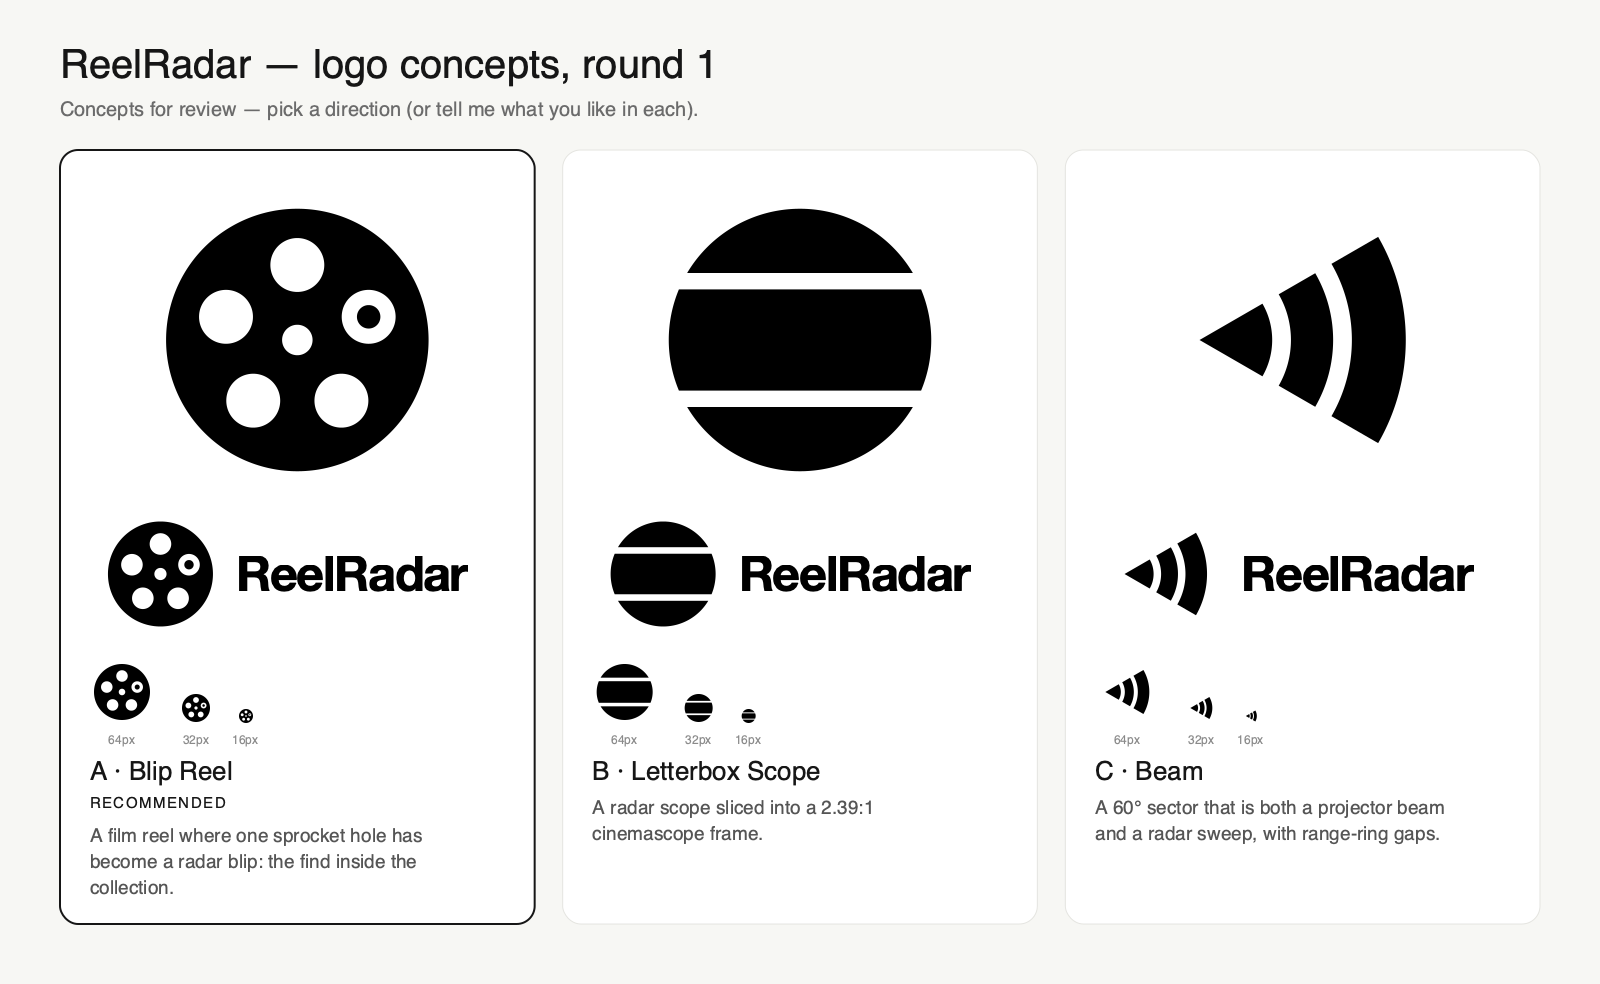 ReelRadar — logo concepts, round 1
Concepts for review — pick a direction (or tell me what you like in each).
ReelRadar
64px 32px 16px
A · Blip Reel
RECOMMENDED
A film reel where one sprocket hole has
become a radar blip: the find inside the
collection.
ReelRadar
64px 32px 16px
B · Letterbox Scope
A radar scope sliced into a 2.39:1
cinemascope frame.
ReelRadar
64px 32px 16px
C · Beam
A 60° sector that is both a projector beam
and a radar sweep, with range-ring gaps.